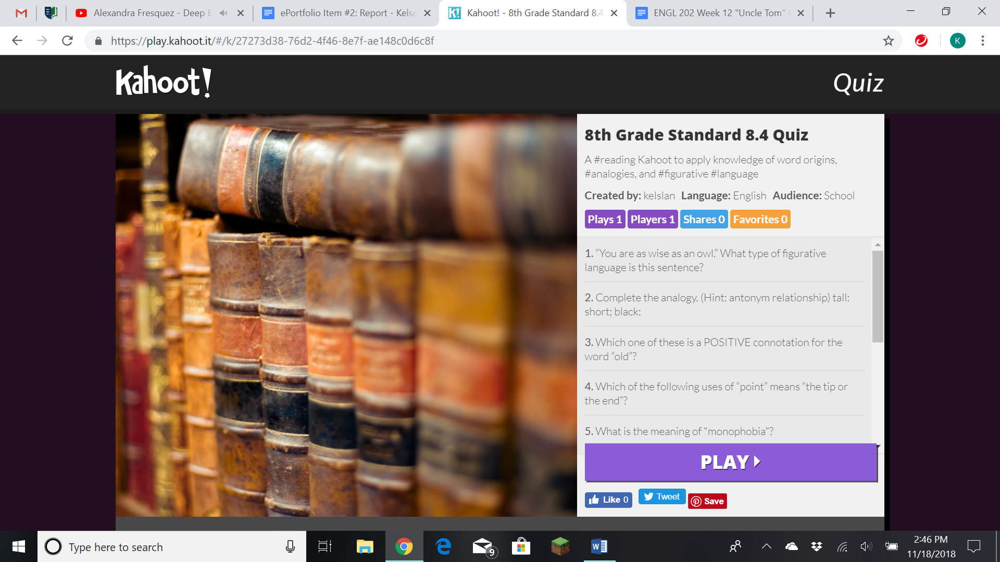 Alexandra Fresquez - Deep E
ePortfolio Item #2: Report - Kelse
Kahoot! - 8th Grade Standard 8.4
ENGL 202 Week 12 "Uncle Tom"
https://play.kahoot.it/#/k/27273d38-76d2-4f46-8e7f-ae148c0d6c8f
K
Kahoot!
Quiz
8th Grade Standard 8.4 Quiz
A #reading Kahoot to apply knowledge of word origins,
#analogies, and #figurative #language
Created by: kelslan Language: English Audience: School
Plays 1 Players 1 Shares 0 Favorites 0
1. “You are as wise as an owl.” What type of figurative
language is this sentence?
2. Complete the analogy. (Hint: antonym relationship) tall:
short; black:
3. Which one of these is a POSITIVE connotation for the
word “old”?
4. Which of the following uses of “point” means “the tip or
the end”?
5. What is the meaning of "monophobia"?
PLAY
Like 0 Tweet Save
Type here to search
9
2:46 PM
11/18/2018